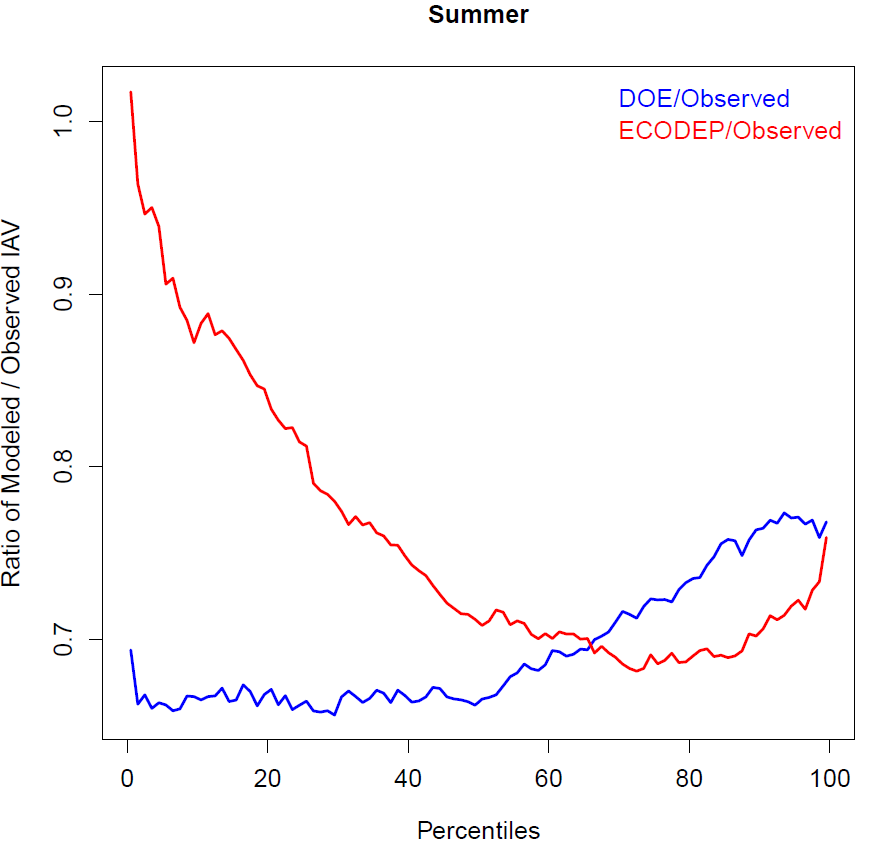 Summer
DOE/Observed
ECODEP/Observed
Ratio of Modeled / Observed IAV
1.0
0.9
0.8
0.7
0 20 40 60 80 100
Percentiles